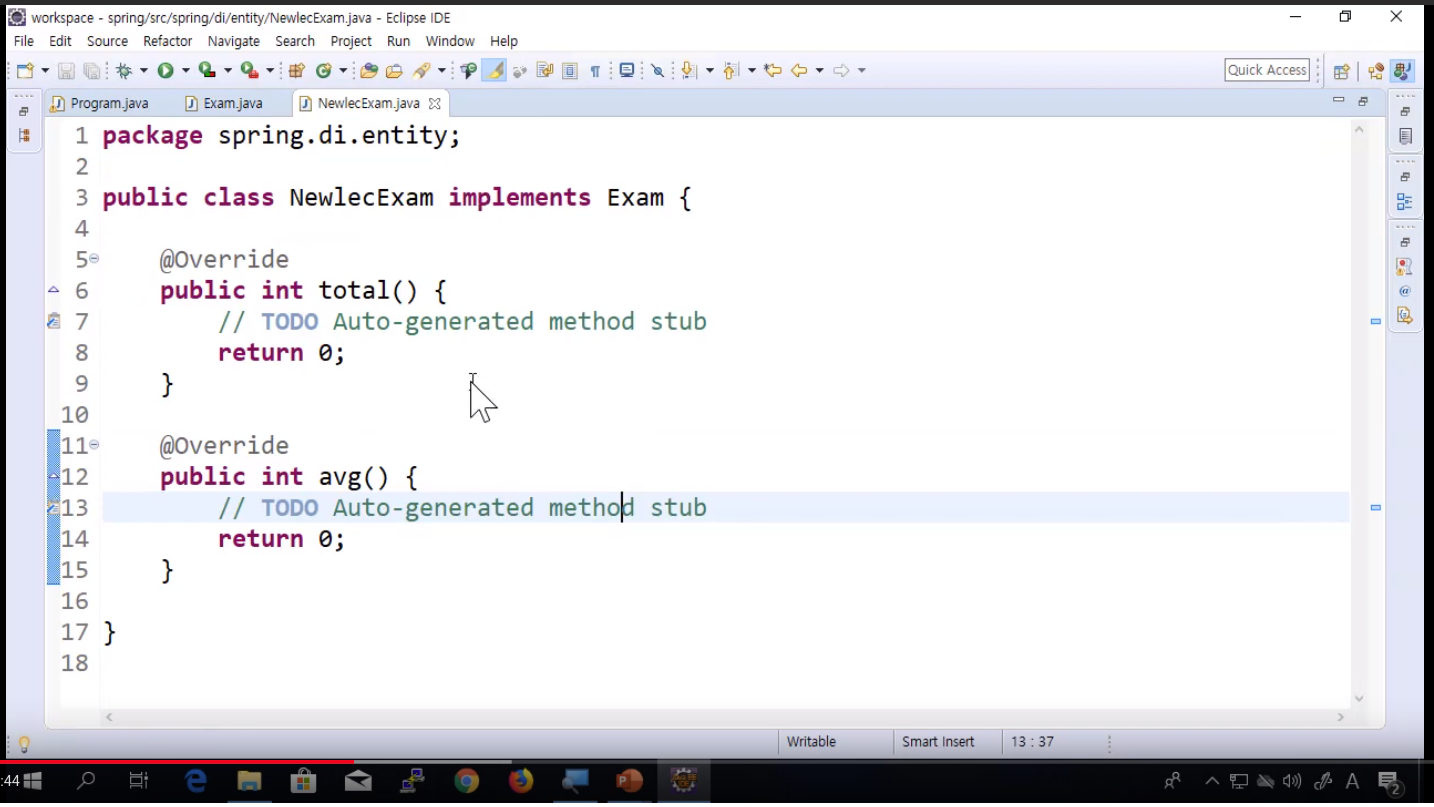 workspace - spring/src/spring/di/entity/NewlecExam.java - Eclipse IDE
File Edit Source Refactor Navigate Search Project Run Window Help
Quick Access
Program.java Exam.java NewlecExam.java
1 package spring.di.entity;
2
3 public class NewlecExam implements Exam {
4
5 @Override
6 public int total() {
7 // TODO Auto-generated method stub
8 return 0;
9 }
10
11 @Override
12 public int avg() {
13 // TODO Auto-generated method stub
14 return 0;
15 }
16
17 }
18
Writable Smart Insert 13 : 37
:44 A 2